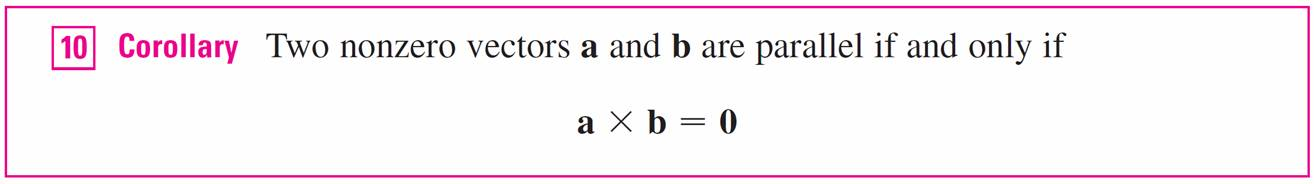 10 Corollary Two nonzero vectors a and b are parallel if and only if
a × b = 0